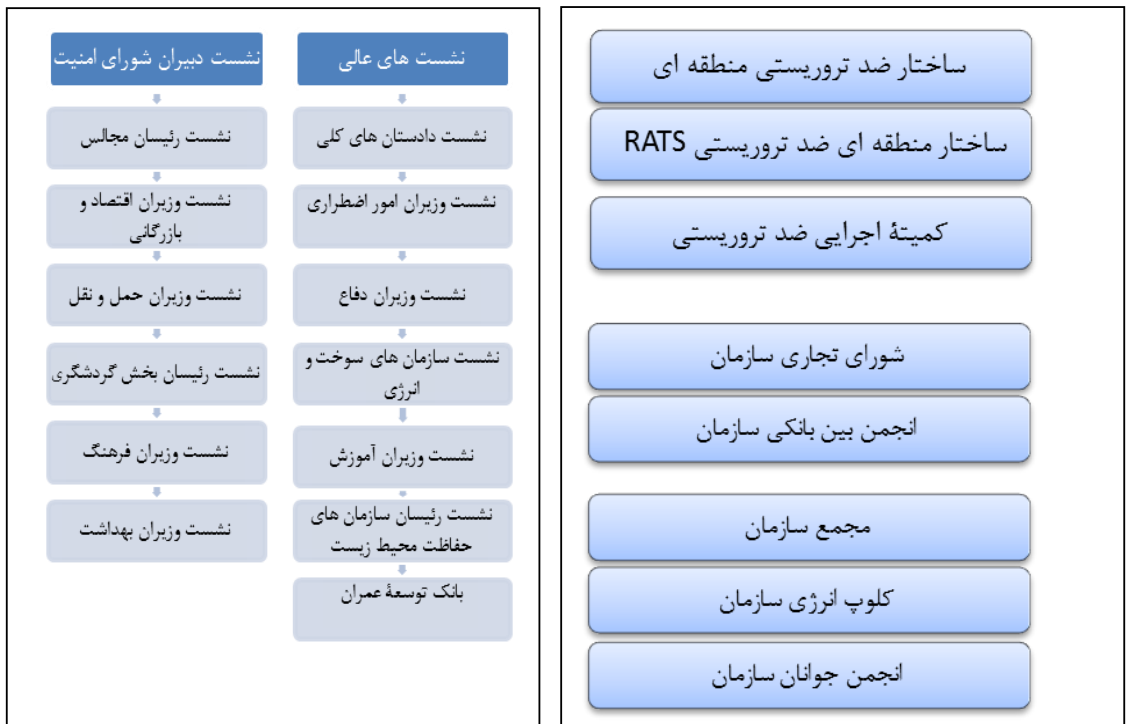 ساختار ضد تروریستی منطقه ای
ساختار منطقه ای ضد تروریستی RATS
کمیتهٔ اجرایی ضد تروریستی
شورای تجاری سازمان
انجمن بین بانکی سازمان
مجمع سازمان
کلوپ انرژی سازمان
انجمن جوانان سازمان
نشست های عالی
نشست دادستان های کلی
نشست وزیران امور اضطراری
نشست وزیران دفاع
نشست سازمان های سوخت و
انرژی
نشست وزیران آموزش
نشست رئیسان سازمان های
حفاظت محیط زیست
بانک توسعهٔ عمران
نشست دبیران شورای امنیت
نشست رئیسان مجالس
نشست وزیران اقتصاد و
بازرگانی
نشست وزیران حمل و نقل
نشست رئیسان بخش گردشگری
نشست وزیران فرهنگ
نشست وزیران بهداشت